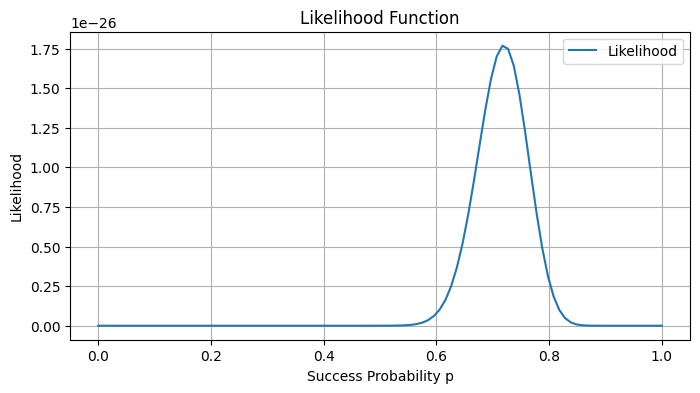 Likelihood Function
1e−26
Likelihood
1.75
1.50
1.25
1.00
0.75
0.50
0.25
0.00
Likelihood
0.0 0.2 0.4 0.6 0.8 1.0
Success Probability p